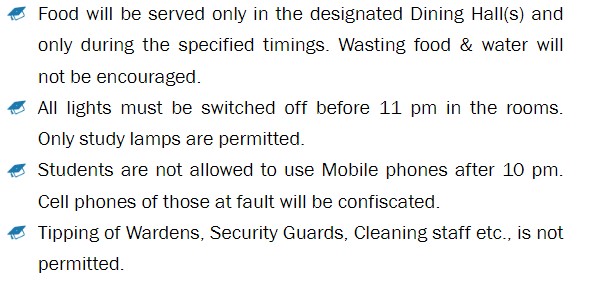 Food will be served only in the designated Dining Hall(s) and
only during the specified timings. Wasting food & water will
not be encouraged.
All lights must be switched off before 11 pm in the rooms.
Only study lamps are permitted.
Students are not allowed to use Mobile phones after 10 pm.
Cell phones of those at fault will be confiscated.
Tipping of Wardens, Security Guards, Cleaning staff etc., is not
permitted.